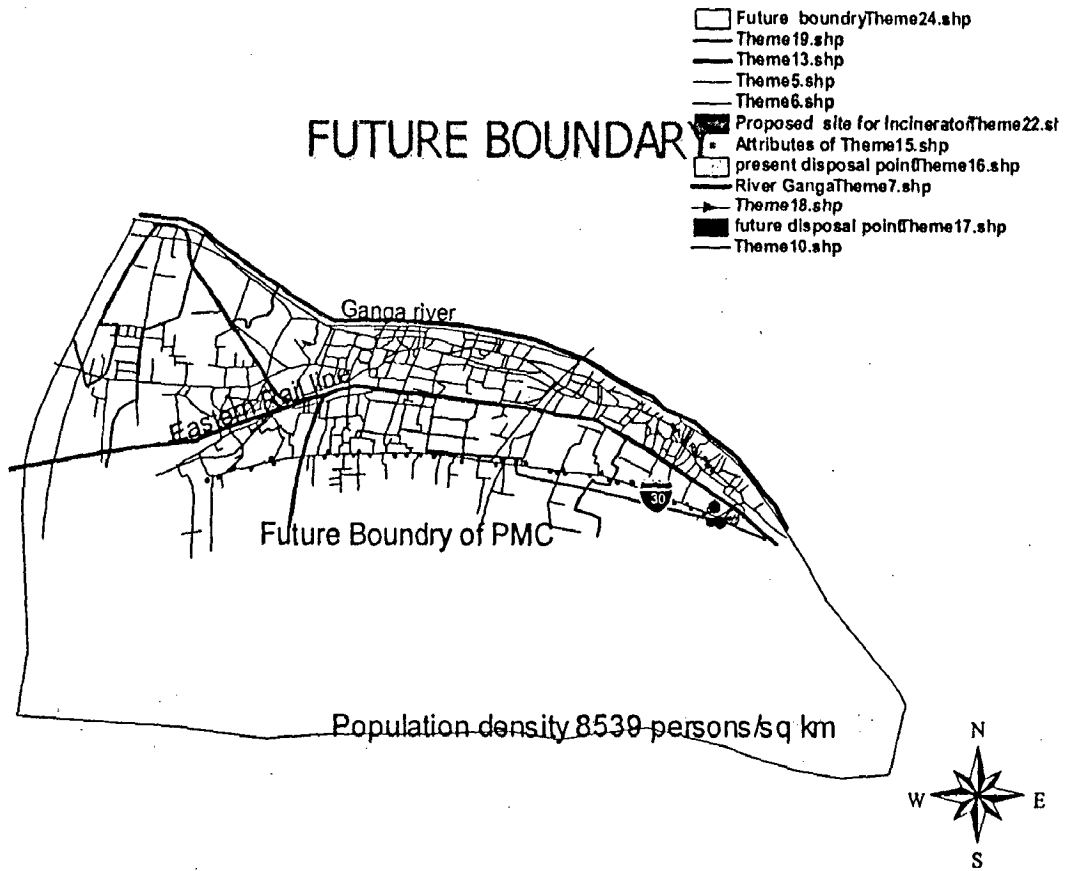 Future boundryTheme24.shp
Theme19.shp
Theme13.shp
Theme5.shp
Theme6.shp
Proposed site for IncineratorTheme22.sh
Attributes of Theme15.shp
present disposal pointTheme16.shp
River GangaTheme7.shp
Theme18.shp
future disposal pointTheme17.shp
Theme10.shp
FUTURE BOUNDARY
Ganga river
Eastern Rail line
30
Future Boundry of PMC
Population density 8539 persons/sq km
N
W E
S